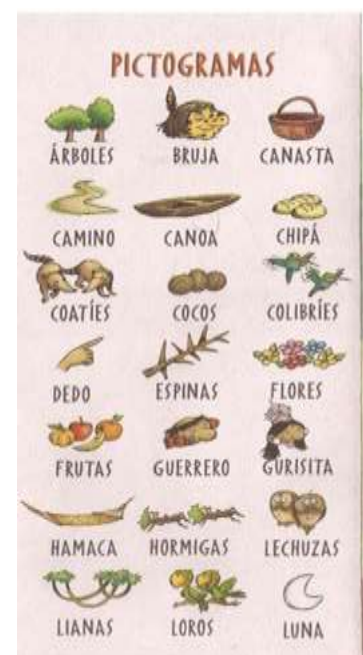 PICTOGRAMAS
ÁRBOLES BRUJA CANASTA
CAMINO CANOA CHIPÁ
COATÍES COCOS COLIBRÍES
DEDO ESPINAS FLORES
FRUTAS GUERRERO GURISITA
HAMACA HORMIGAS LECHUZAS
LIANAS LOROS LUNA